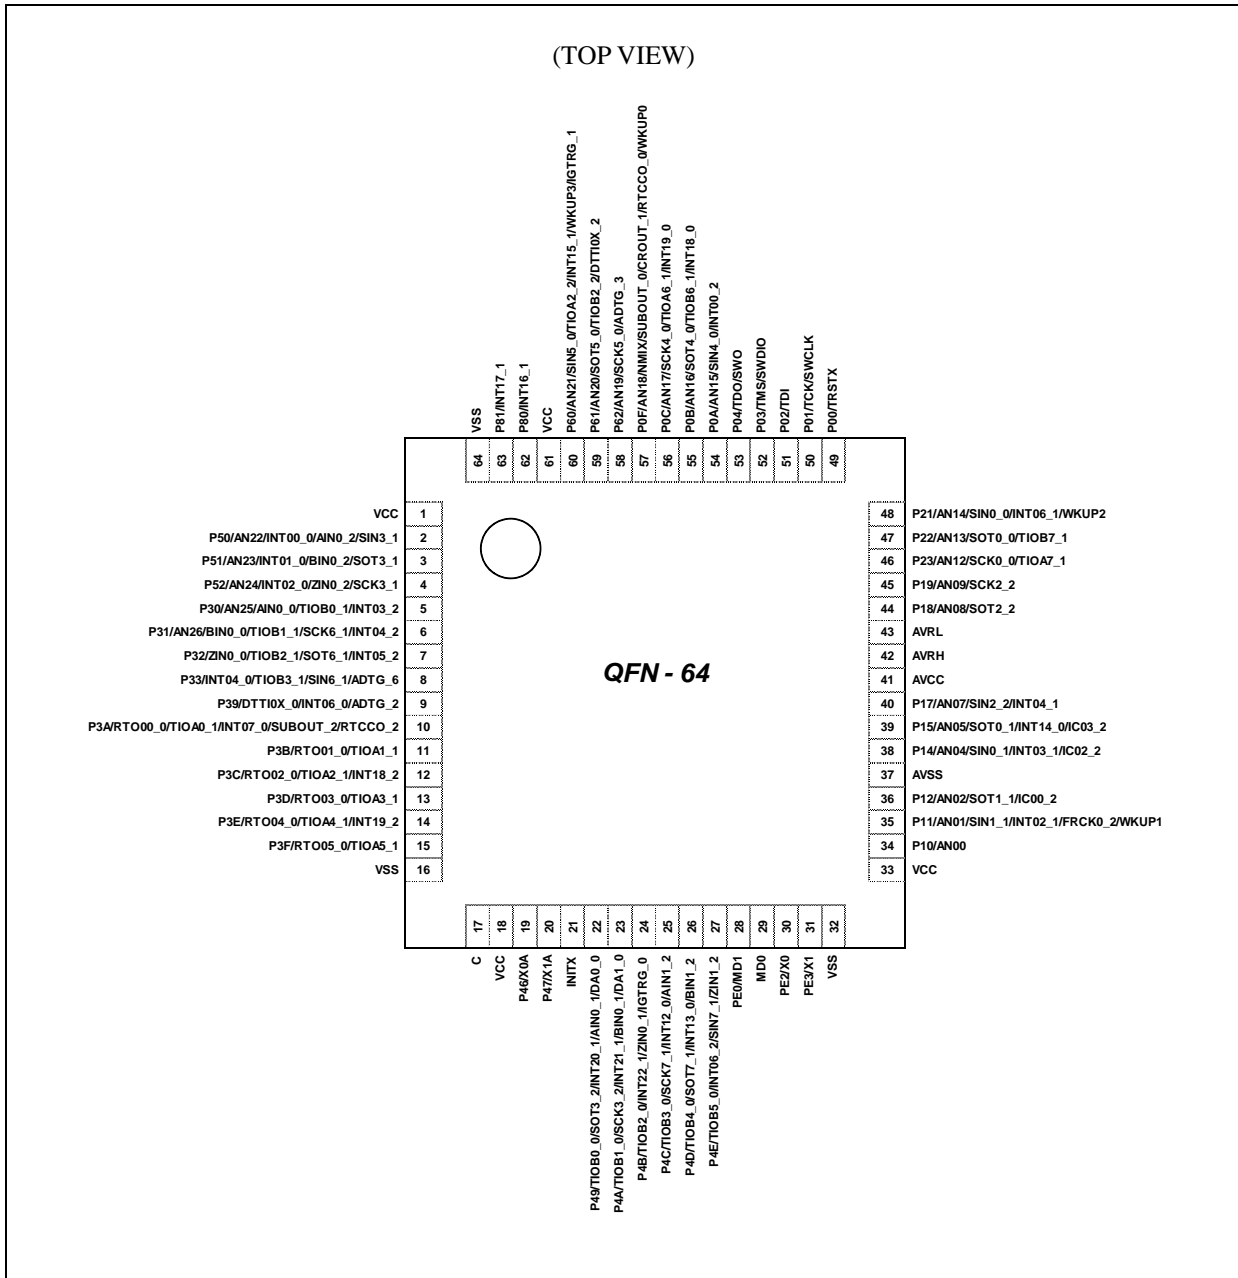 (TOP VIEW)
VSS
P81/INT17_1
P80/INT16_1
VCC
P60/AN21/SIN5_0/TIOA2_2/INT15_1/WKUP3/IGTRG_1
P61/AN20/SOT5_0/TIOB2_2/DTTI0X_2
P62/AN19/SCK5_0/ADTG_3
P0F/AN18/NMIX/SUBOUT_0/CROUT_1/RTCCO_0/WKUP0
P0C/AN17/SCK4_0/TIOA6_1/INT19_0
P0B/AN16/SOT4_0/TIOB6_1/INT18_0
P0A/AN15/SIN4_0/INT00_2
P04/TDO/SWO
P03/TMS/SWDIO
P02/TDI
P01/TCK/SWCLK
P00/TRSTX
64 63 62 61 60 59 58 57 56 55 54 53 52 51 50 49
VCC 1
P50/AN22/INT00_0/AIN0_2/SIN3_1 2
P51/AN23/INT01_0/BIN0_2/SOT3_1 3
P52/AN24/INT02_0/ZIN0_2/SCK3_1 4
P30/AN25/AIN0_0/TIOB0_1/INT03_2 5
P31/AN26/BIN0_0/TIOB1_1/SCK6_1/INT04_2 6
P32/ZIN0_0/TIOB2_1/SOT6_1/INT05_2 7
P33/INT04_0/TIOB3_1/SIN6_1/ADTG_6 8
P39/DTTI0X_0/INT06_0/ADTG_2 9
P3A/RTO00_0/TIOA0_1/INT07_0/SUBOUT_2/RTCCO_2 10
P3B/RTO01_0/TIOA1_1 11
P3C/RTO02_0/TIOA2_1/INT18_2 12
P3D/RTO03_0/TIOA3_1 13
P3E/RTO04_0/TIOA4_1/INT19_2 14
P3F/RTO05_0/TIOA5_1 15
VSS 16
QFN - 64
48 P21/AN14/SIN0_0/INT06_1/WKUP2
47 P22/AN13/SOT0_0/TIOB7_1
46 P23/AN12/SCK0_0/TIOA7_1
45 P19/AN09/SCK2_2
44 P18/AN08/SOT2_2
43 AVRL
42 AVRH
41 AVCC
40 P17/AN07/SIN2_2/INT04_1
39 P15/AN05/SOT0_1/INT14_0/IC03_2
38 P14/AN04/SIN0_1/INT03_1/IC02_2
37 AVSS
36 P12/AN02/SOT1_1/IC00_2
35 P11/AN01/SIN1_1/INT02_1/FRCK0_2/WKUP1
34 P10/AN00
33 VCC
17 18 19 20 21 22 23 24 25 26 27 28 29 30 31 32
C
VCC
P46/X0A
P47/X1A
INITX
P49/TIOB0_0/SOT3_2/INT20_1/AIN0_1/DA0_0
P4A/TIOB1_0/SCK3_2/INT21_1/BIN0_1/DA1_0
P4B/TIOB2_0/INT22_1/ZIN0_1/IGTRG_0
P4C/TIOB3_0/SCK7_1/INT12_0/AIN1_2
P4D/TIOB4_0/SOT7_1/INT13_0/BIN1_2
P4E/TIOB5_0/INT06_2/SIN7_1/ZIN1_2
PE0/MD1
MD0
PE2/X0
PE3/X1
VSS